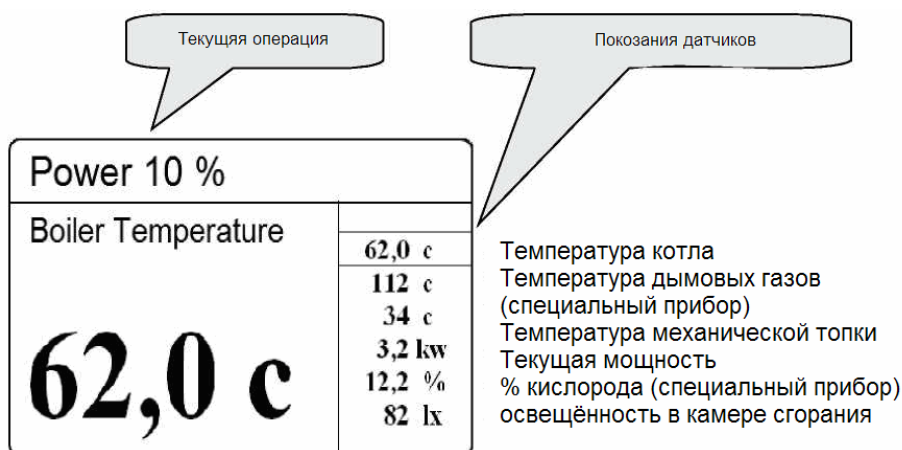 Текущяя операция
Покозания датчиков
Power 10 %
Boiler Temperature
62,0 c
62,0 c
112 c
34 c
3,2 kw
12,2 %
82 lx
Температура котла
Температура дымовых газов
(специальный прибор)
Температура механической топки
Текущая мощность
% кислорода (специальный прибор)
освещённость в камере сгорания